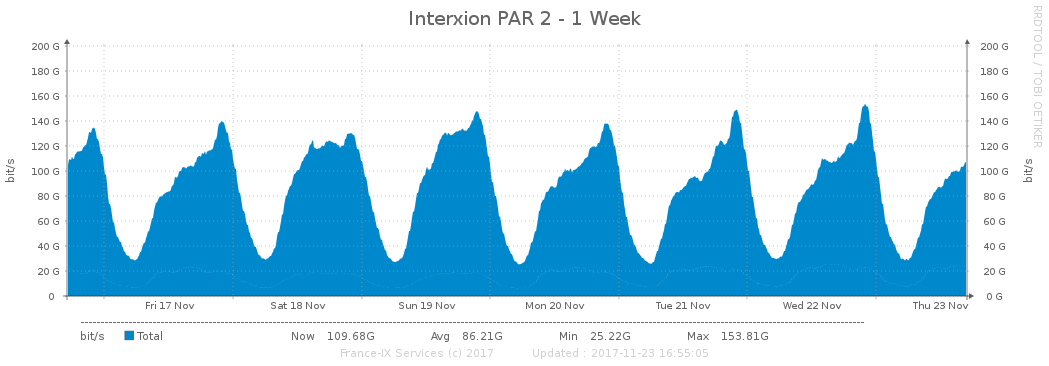 Interxion PAR 2 - 1 Week
RRDTOOL / TOBI OETIKER
bit/s
bit/s
200 G 200 G
180 G 180 G
160 G 160 G
140 G 140 G
120 G 120 G
100 G 100 G
80 G 80 G
60 G 60 G
40 G 40 G
20 G 20 G
0 0 G
Fri 17 Nov Sat 18 Nov Sun 19 Nov Mon 20 Nov Tue 21 Nov Wed 22 Nov Thu 23 Nov
bit/s Total Now 109.68G Avg 86.21G Min 25.22G Max 153.81G
France-IX Services (c) 2017 Updated : 2017-11-23 16:55:05